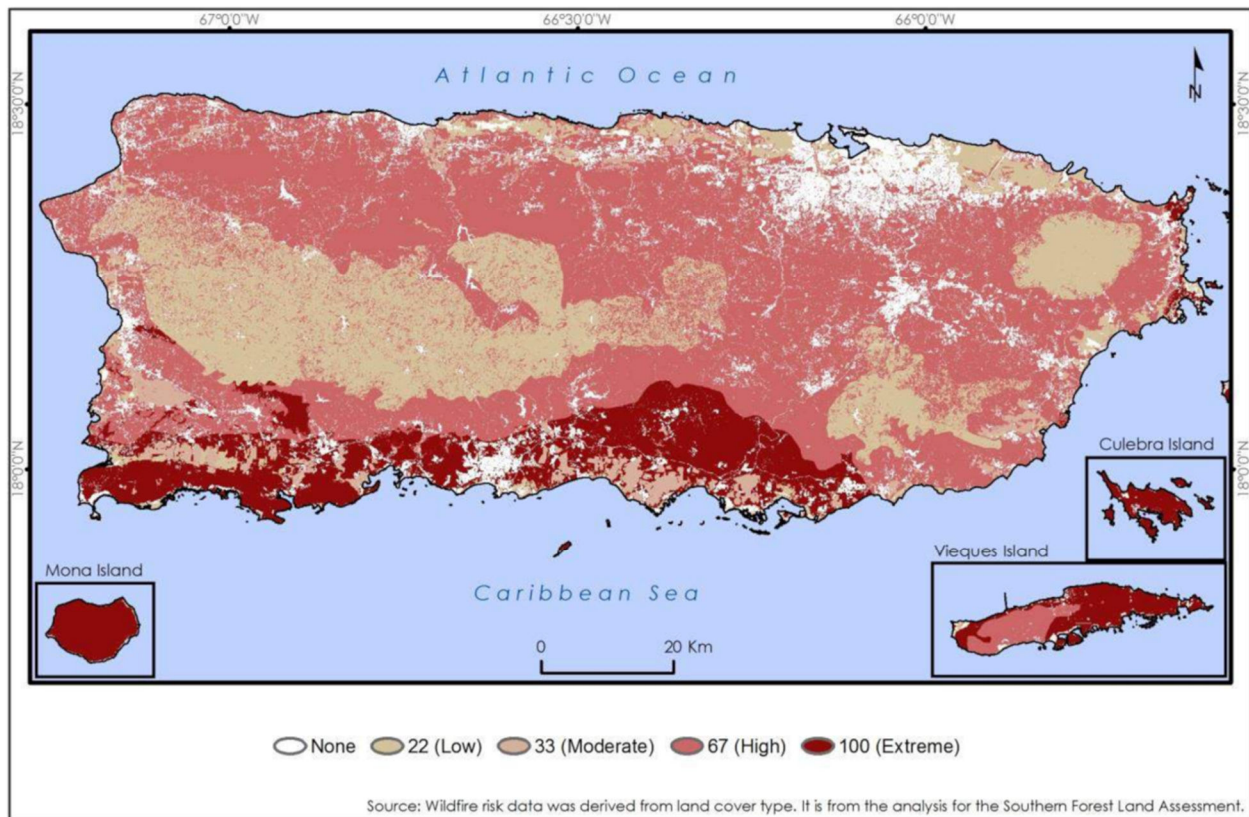 67°0'0"W
66°30'0"W
66°0'0"W
Atlantic Ocean
N
18°30'0"N
18°30'0"N
18°0'0"N
18°0'0"N
Culebra Island
Vieques Island
Mona Island
Caribbean Sea
0
20 Km
None
22 (Low)
33 (Moderate)
67 (High)
100 (Extreme)
Source: Wildfire risk data was derived from land cover type. It is from the analysis for the Southern Forest Land Assessment.